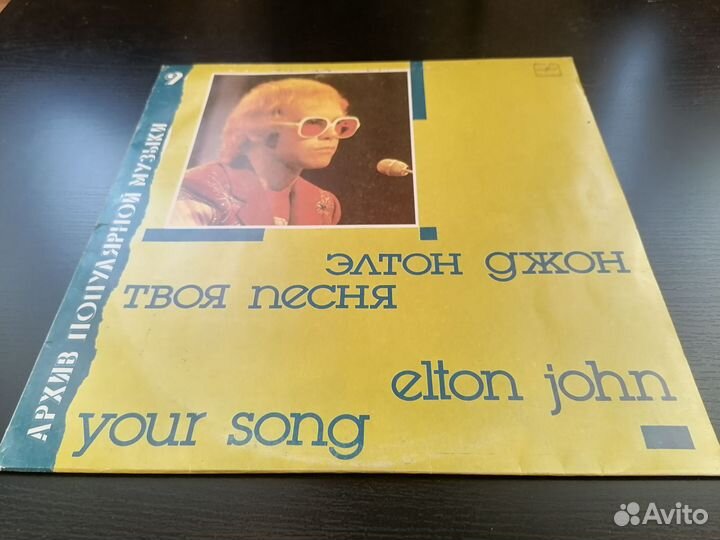 АРХИВ ПОПУЛЯРНОЙ МУЗЫКИ 9
элтон джон
твоя песня
elton john
your song
Avito